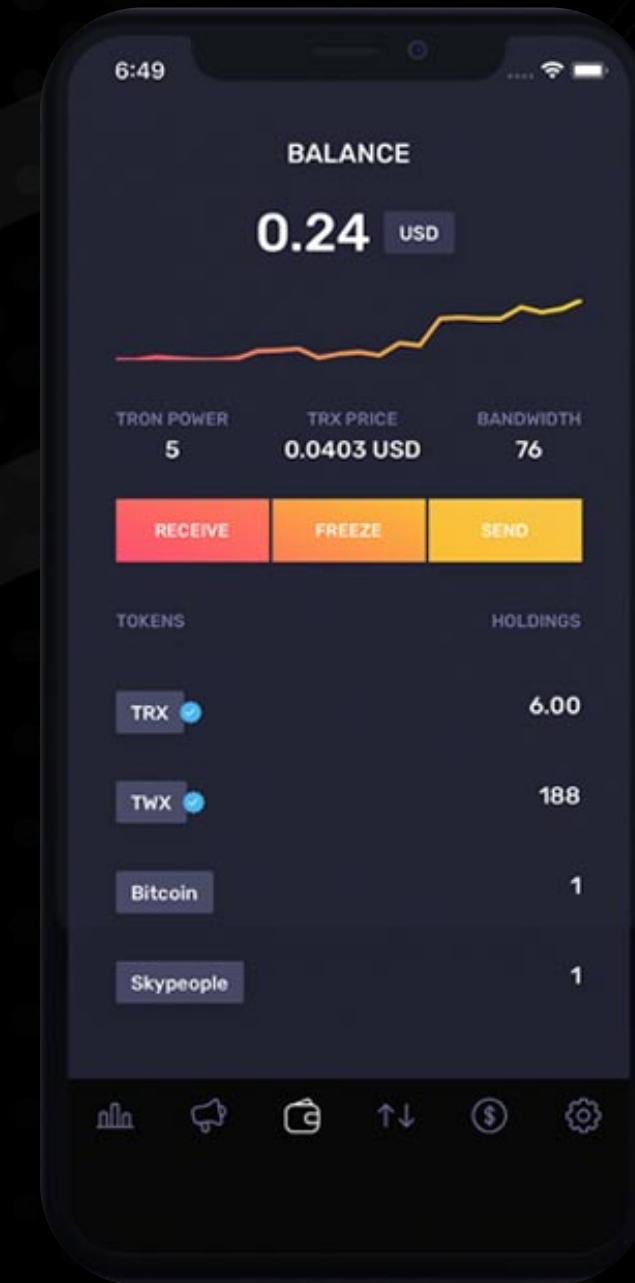 6:49
BALANCE
0.24 USD
TRON POWER TRX PRICE BANDWIDTH
5 0.0403 USD 76
RECEIVE FREEZE SEND
TOKENS HOLDINGS
TRX 6.00
TWX 188
Bitcoin 1
Skypeople 1
$